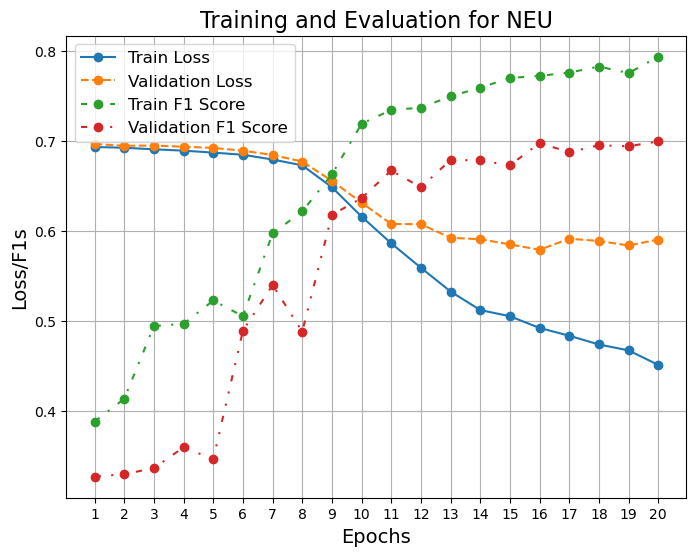 Training and Evaluation for NEU
Train Loss
Validation Loss
Train F1 Score
Validation F1 Score
0.8
0.7
0.6
0.5
0.4
Loss/F1s
1 2 3 4 5 6 7 8 9 10 11 12 13 14 15 16 17 18 19 20
Epochs